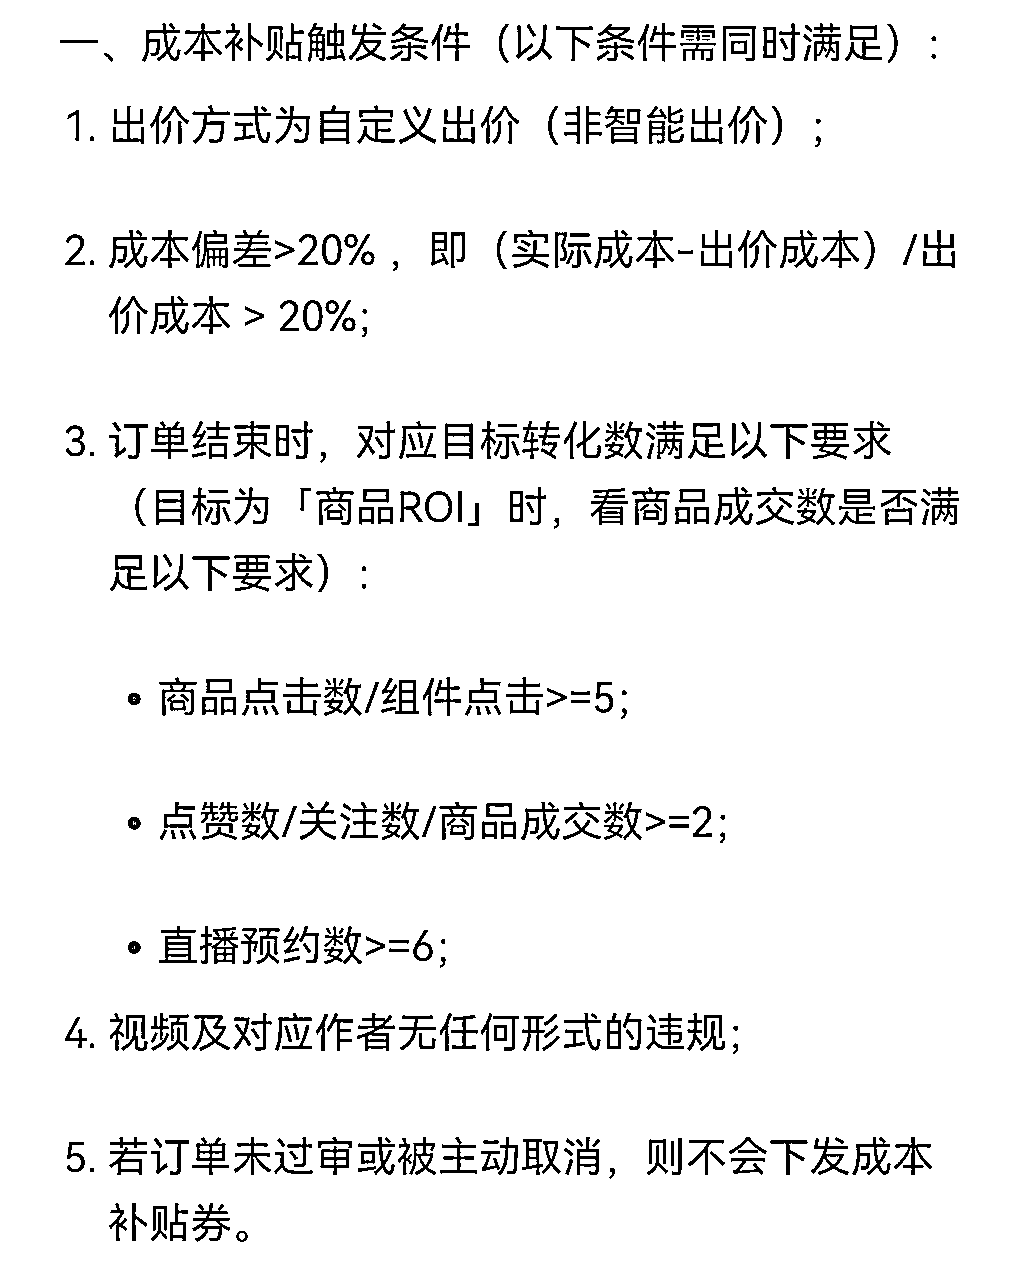 一、成本补贴触发条件（以下条件需同时满足）:
1. 出价方式为自定义出价（非智能出价）;
2. 成本偏差>20% , 即（实际成本-出价成本）/出
价成本 > 20%;
3. 订单结束时，对应目标转化数满足以下要求
（目标为「商品ROI」时，看商品成交数是否满
足以下要求）:
• 商品点击数/组件点击>=5;
• 点赞数/关注数/商品成交数>=2;
• 直播预约数>=6;
4. 视频及对应作者无任何形式的违规;
5. 若订单未过审或被主动取消，则不会下发成本
补贴券。